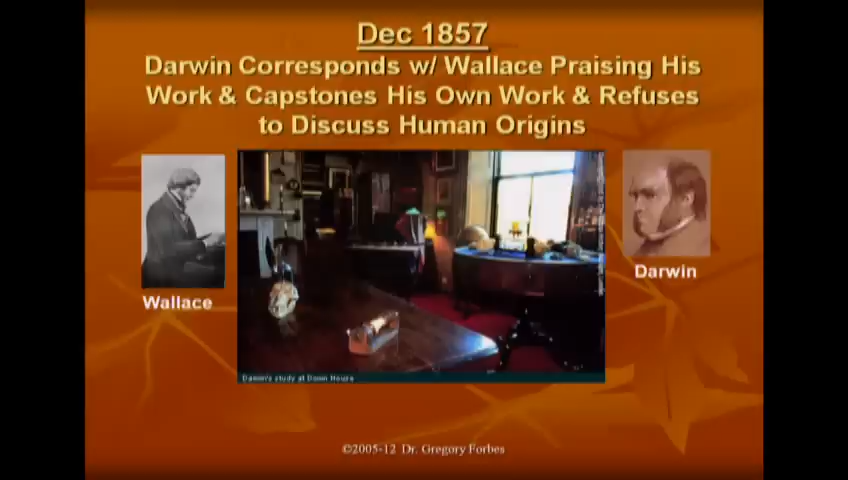 Dec 1857
Darwin Corresponds w/ Wallace Praising His
Work & Capstones His Own Work & Refuses
to Discuss Human Origins
Wallace
Darwin
Darwin's study at Down House
©2005-12 Dr. Gregory Forbes